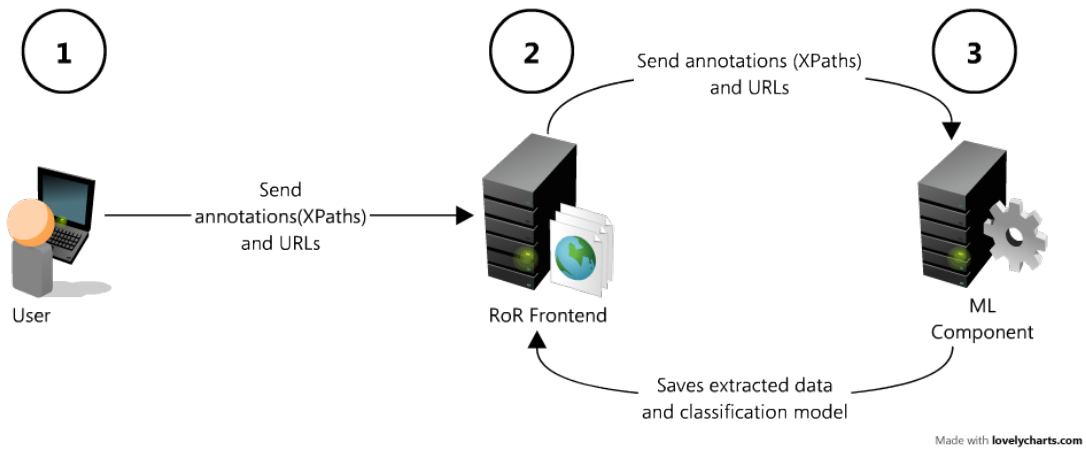 1
2
3
Send annotations (XPaths)
and URLs
Send
annotations(XPaths)
and URLs
User
RoR Frontend
ML
Component
Saves extracted data
and classification model
Made with lovelycharts.com